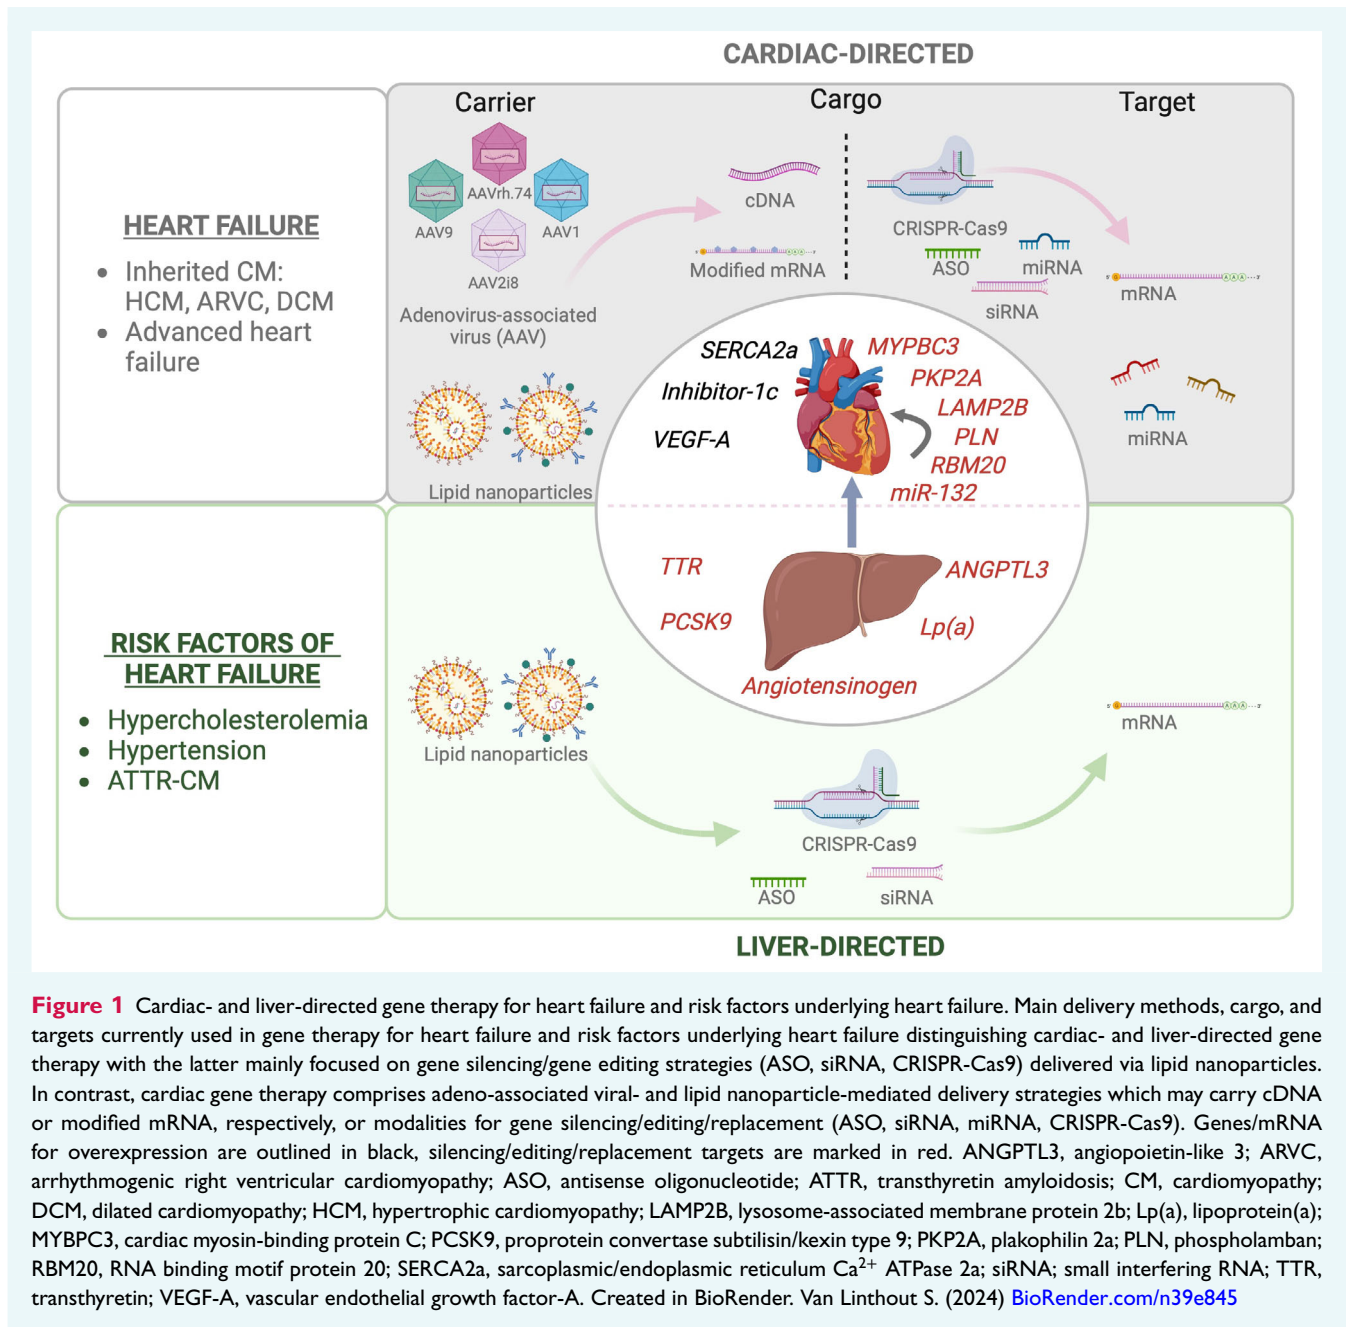 CARDIAC-DIRECTED
Carrier
Cargo
Target
HEART FAILURE
• Inherited CM:
HCM, ARVC, DCM
• Advanced heart
failure
AAVrh.74
AAV9
AAV1
AAV2i8
Adenovirus-associated
virus (AAV)
Lipid nanoparticles
cDNA
Modified mRNA
CRISPR-Cas9
ASO
miRNA
siRNA
mRNA
miRNA
SERCA2a
Inhibitor-1c
VEGF-A
MYPBC3
PKP2A
LAMP2B
PLN
RBM20
miR-132
TTR
PCSK9
ANGPTL3
Lp(a)
Angiotensinogen
RISK FACTORS OF
HEART FAILURE
• Hypercholesterolemia
• Hypertension
• ATTR-CM
Lipid nanoparticles
CRISPR-Cas9
ASO
siRNA
mRNA
LIVER-DIRECTED
Figure 1 Cardiac- and liver-directed gene therapy for heart failure and risk factors underlying heart failure. Main delivery methods, cargo, and
targets currently used in gene therapy for heart failure and risk factors underlying heart failure distinguishing cardiac- and liver-directed gene
therapy with the latter mainly focused on gene silencing/gene editing strategies (ASO, siRNA, CRISPR-Cas9) delivered via lipid nanoparticles.
In contrast, cardiac gene therapy comprises adeno-associated viral- and lipid nanoparticle-mediated delivery strategies which may carry cDNA
or modified mRNA, respectively, or modalities for gene silencing/editing/replacement (ASO, siRNA, miRNA, CRISPR-Cas9). Genes/mRNA
for overexpression are outlined in black, silencing/editing/replacement targets are marked in red. ANGPTL3, angiopoietin-like 3; ARVC,
arrhythmogenic right ventricular cardiomyopathy; ASO, antisense oligonucleotide; ATTR, transthyretin amyloidosis; CM, cardiomyopathy;
DCM, dilated cardiomyopathy; HCM, hypertrophic cardiomyopathy; LAMP2B, lysosome-associated membrane protein 2b; Lp(a), lipoprotein(a);
MYBPC3, cardiac myosin-binding protein C; PCSK9, proprotein convertase subtilisin/kexin type 9; PKP2A, plakophilin 2a; PLN, phospholamban;
RBM20, RNA binding motif protein 20; SERCA2a, sarcoplasmic/endoplasmic reticulum Ca²⁺ ATPase 2a; siRNA; small interfering RNA; TTR,
transthyretin; VEGF-A, vascular endothelial growth factor-A. Created in BioRender. Van Linthout S. (2024) BioRender.com/n39e845